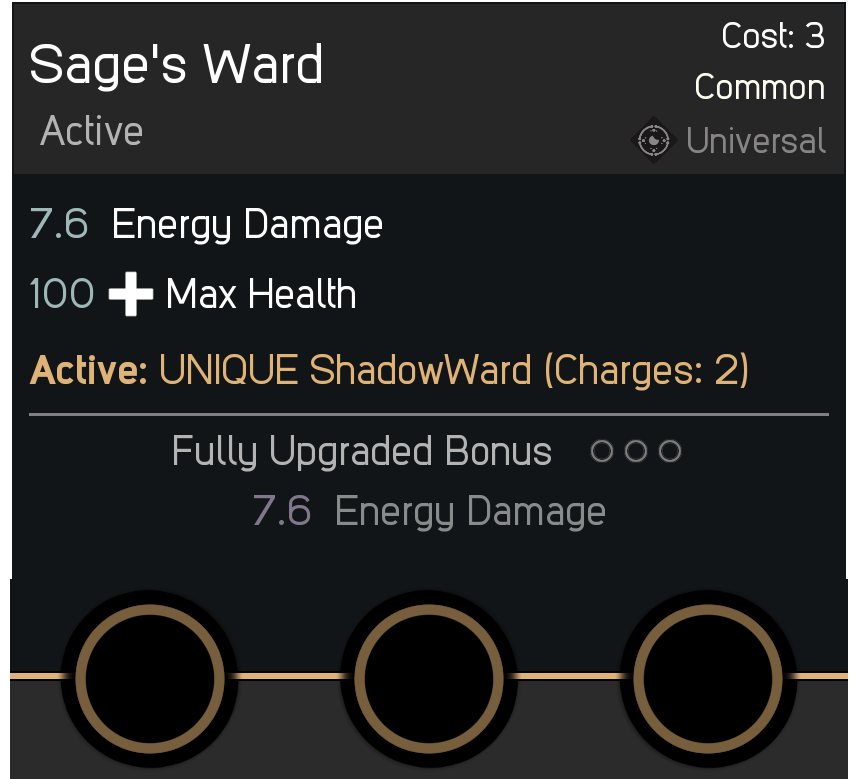 Sage's Ward
Cost: 3
Common
Active
Universal
7.6 Energy Damage
100 Max Health
Active: UNIQUE ShadowWard (Charges: 2)
Fully Upgraded Bonus
7.6 Energy Damage